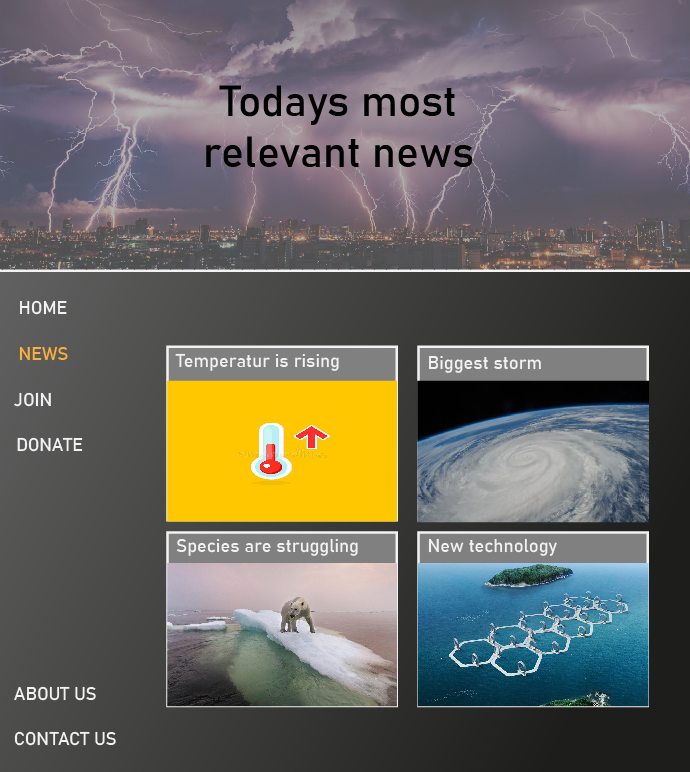 Todays most
relevant news
HOME
NEWS
JOIN
DONATE
Temperatur is rising
Biggest storm
Species are struggling
New technology
ABOUT US
CONTACT US